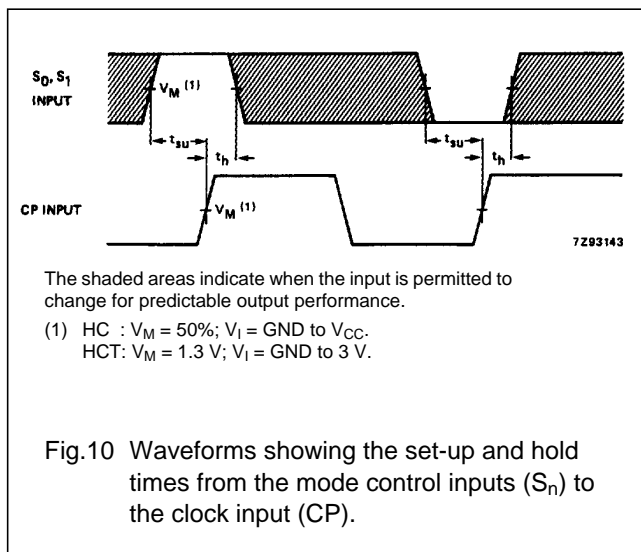 S0, S1
INPUT
VM (1)
tsu
th
tsu
th
CP INPUT
VM (1)
7Z93143
The shaded areas indicate when the input is permitted to
change for predictable output performance.
(1) HC : VM = 50%; VI = GND to VCC.
HCT: VM = 1.3 V; VI = GND to 3 V.
Fig.10 Waveforms showing the set-up and hold
times from the mode control inputs (Sn) to
the clock input (CP).